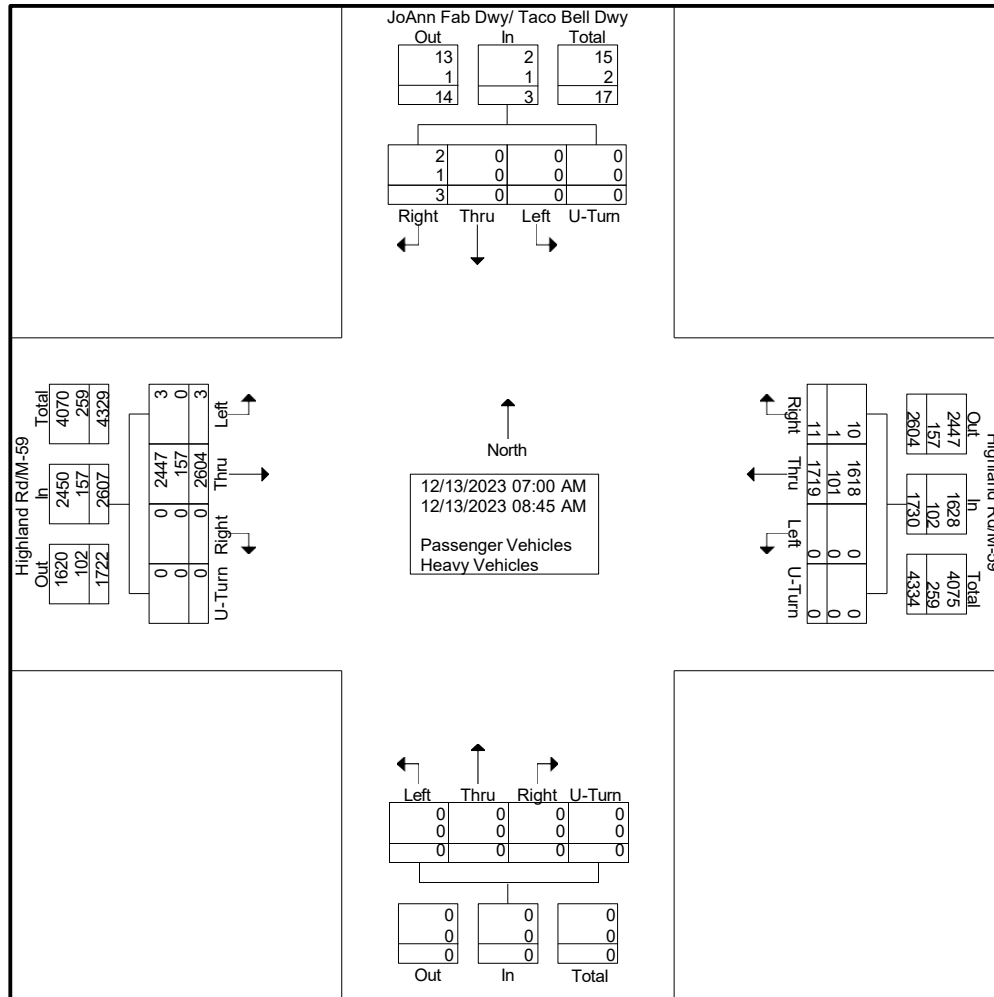 JoAnn Fab Dwy/ Taco Bell Dwy
Out In Total
13 2 15
1 1 2
14 3 17
2 0 0 0
1 0 0 0
3 0 0 0
Right Thru Left U-Turn
Highland Rd/M-59
Total In Out
4070 2450 1620
259 157 102
4329 2607 1722
3 2447 0 0
0 157 0 0
3 2604 0 0
Left Thru Right U-Turn
North
12/13/2023 07:00 AM
12/13/2023 08:45 AM
Passenger Vehicles
Heavy Vehicles
Right Thru Left U-Turn
11 1719 0 0
1 101 0 0
10 1618 0 0
2604 1730 4334
157 102 259
2447 1628 4075
Out In Total
Highland Rd/M-59
Left Thru Right U-Turn
0 0 0 0
0 0 0 0
0 0 0 0
0 0 0
0 0 0
0 0 0
Out In Total